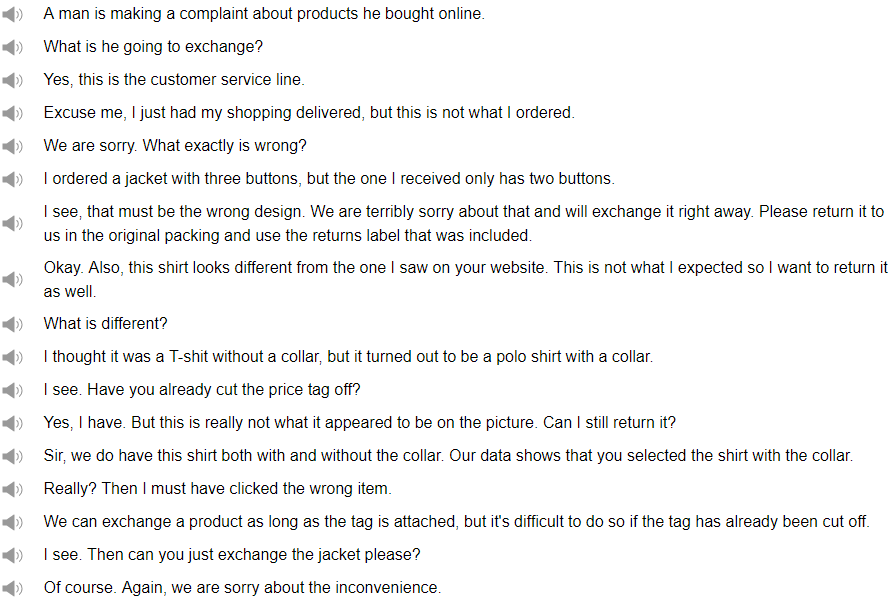 A man is making a complaint about products he bought online.
What is he going to exchange?
Yes, this is the customer service line.
Excuse me, I just had my shopping delivered, but this is not what I ordered.
We are sorry. What exactly is wrong?
I ordered a jacket with three buttons, but the one I received only has two buttons.
I see, that must be the wrong design. We are terribly sorry about that and will exchange it right away. Please return it to
us in the original packing and use the returns label that was included.
Okay. Also, this shirt looks different from the one I saw on your website. This is not what I expected so I want to return it
as well.
What is different?
I thought it was a T-shit without a collar, but it turned out to be a polo shirt with a collar.
I see. Have you already cut the price tag off?
Yes, I have. But this is really not what it appeared to be on the picture. Can I still return it?
Sir, we do have this shirt both with and without the collar. Our data shows that you selected the shirt with the collar.
Really? Then I must have clicked the wrong item.
We can exchange a product as long as the tag is attached, but it's difficult to do so if the tag has already been cut off.
I see. Then can you just exchange the jacket please?
Of course. Again, we are sorry about the inconvenience.